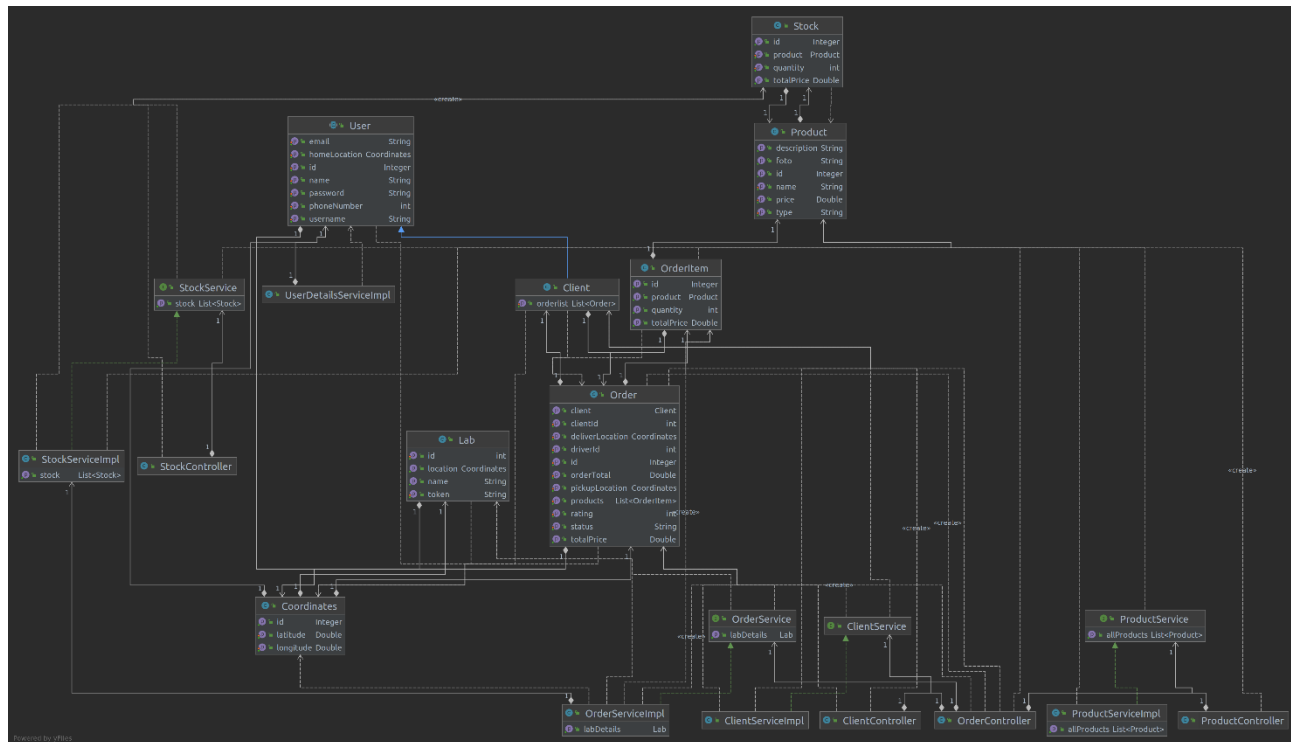 Stock
id Integer
product Product
quantity int
totalPrice Double
«create»
User
email String
homeLocation Coordinates
id Integer
name String
password String
phoneNumber int
username String
Product
description String
foto String
id Integer
name String
price Double
type String
StockService
stock List<Stock>
UserDetailsServiceImpl
Client
orderlist List<Order>
OrderItem
id Integer
product Product
quantity int
totalPrice Double
Order
client Client
clientId int
deliverLocation Coordinates
driverId int
id Integer
orderTotal Double
pickupLocation Coordinates
products List<OrderItem>
rating int
status String
totalPrice Double
Lab
id int
location Coordinates
name String
token String
StockServiceImpl
stock List<Stock>
StockController
«create»
«create»
«create»
«create»
«create»
«create»
Coordinates
id Integer
latitude Double
longitude Double
OrderService
labDetails Lab
ClientService
ProductService
allProducts List<Product>
OrderServiceImpl
labDetails Lab
ClientServiceImpl
ClientController
OrderController
ProductServiceImpl
allProducts List<Product>
ProductController
Powered by yFiles